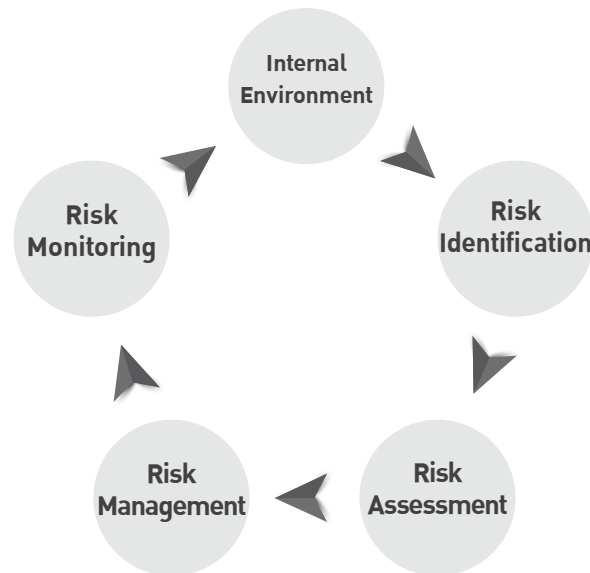 Internal
Environment
Risk
Identification
Risk
Assessment
Risk
Management
Risk
Monitoring